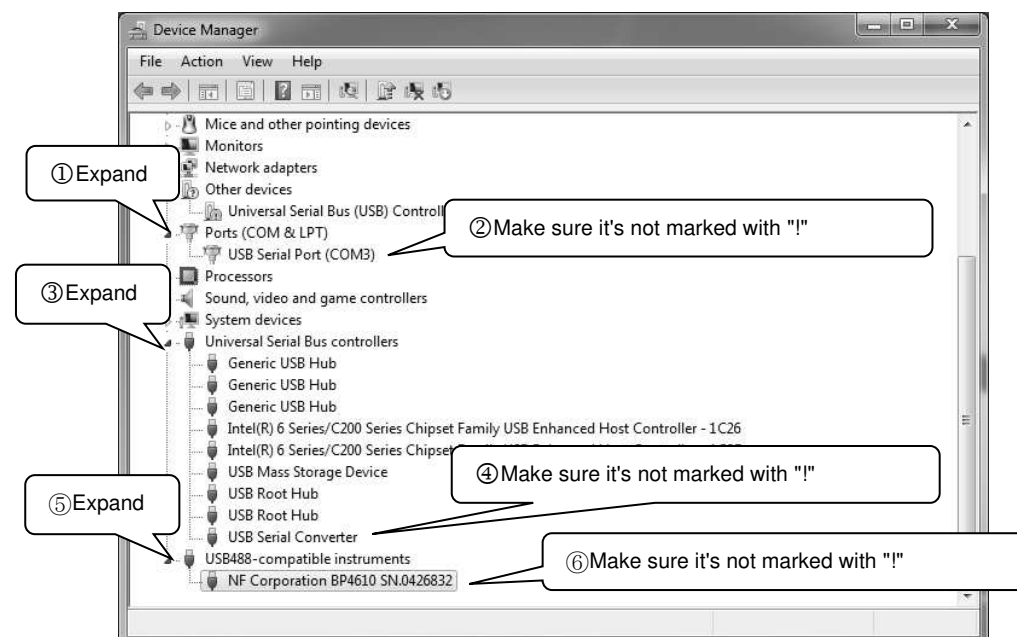 Device Manager
File Action View Help
Mice and other pointing devices
Monitors
①Expand
Network adapters
Other devices
Universal Serial Bus (USB) Controll
②Make sure it's not marked with "!"
Ports (COM & LPT)
USB Serial Port (COM3)
Processors
③Expand
Sound, video and game controllers
System devices
Universal Serial Bus controllers
Generic USB Hub
Generic USB Hub
Generic USB Hub
Intel(R) 6 Series/C200 Series Chipset Family USB Enhanced Host Controller - 1C26
Intel(R) 6 Series/C200 Series Chipset
④Make sure it's not marked with "!"
USB Mass Storage Device
USB Root Hub
⑤Expand
USB Root Hub
USB Serial Converter
USB488-compatible instruments
⑥Make sure it's not marked with "!"
NF Corporation BP4610 SN.0426832